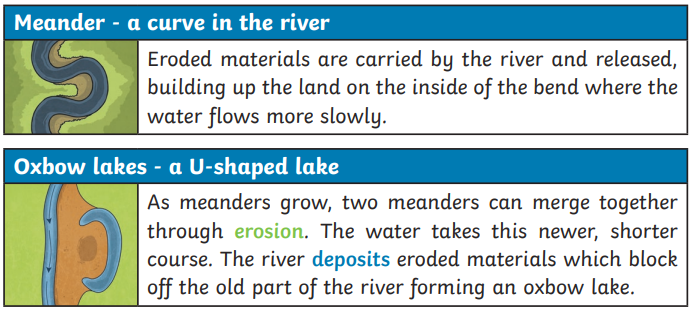 Meander - a curve in the river
Eroded materials are carried by the river and released,
building up the land on the inside of the bend where the
water flows more slowly.
Oxbow lakes - a U-shaped lake
As meanders grow, two meanders can merge together
through erosion. The water takes this newer, shorter
course. The river deposits eroded materials which block
off the old part of the river forming an oxbow lake.